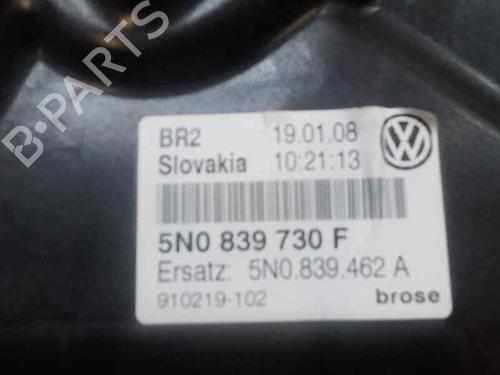 BR2 19.01.08
Slovakia 10:21:13
5N0 839 730 F
Ersatz: 5N0.839.462 A
910219-102 brose
B-PARTS